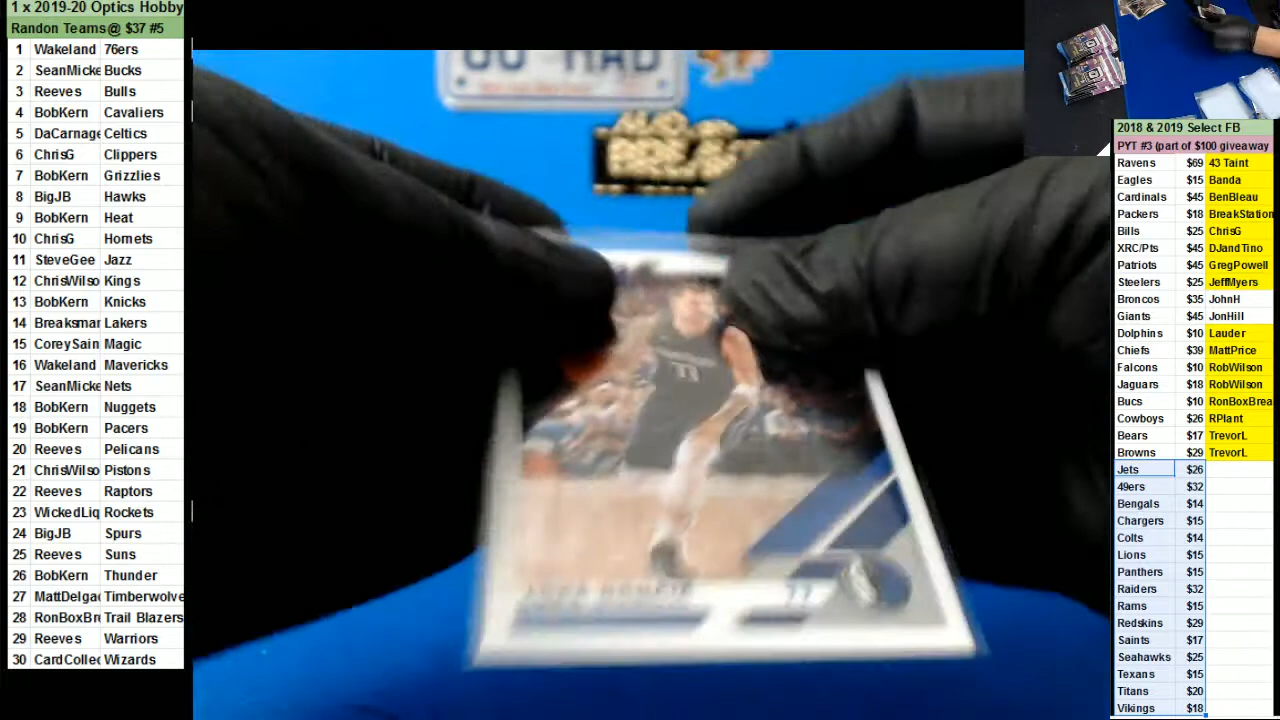 1 x 2019-20 Optics Hobby
Randon Teams@ $37 #5
1 Wakeland 76ers
2 SeanMicke Bucks
3 Reeves Bulls
4 BobKern Cavaliers
5 DaCarnage Celtics
6 ChrisG Clippers
7 BobKern Grizzlies
8 BigJB Hawks
9 BobKern Heat
10 ChrisG Hornets
11 SteveGee Jazz
12 ChrisWilso Kings
13 BobKern Knicks
14 Breaksmar Lakers
15 CoreySain Magic
16 Wakeland Mavericks
17 SeanMicke Nets
18 BobKern Nuggets
19 BobKern Pacers
20 Reeves Pelicans
21 ChrisWilso Pistons
22 Reeves Raptors
23 WickedLiq Rockets
24 BigJB Spurs
25 Reeves Suns
26 BobKern Thunder
27 MattDelga Timberwolve
28 RonBoxBr Trail Blazers
29 Reeves Warriors
30 CardCollec Wizards
GO MAD
BREAK
77
2018 & 2019 Select FB
PYT #3 (part of $100 giveaway
Ravens $69 43 Taint
Eagles $15 Banda
Cardinals $45 BenBleau
Packers $18 BreakStation
Bills $25 ChrisG
XRC/Pts $45 DJandTino
Patriots $45 GregPowell
Steelers $25 JeffMyers
Broncos $35 JohnH
Giants $45 JonHill
Dolphins $10 Lauder
Chiefs $39 MattPrice
Falcons $10 RobWilson
Jaguars $18 RobWilson
Bucs $10 RonBoxBrea
Cowboys $26 RPlant
Bears $17 TrevorL
Browns $29 TrevorL
Jets $26
49ers $32
Bengals $14
Chargers $15
Colts $14
Lions $15
Panthers $15
Raiders $32
Rams $15
Redskins $29
Saints $17
Seahawks $25
Texans $15
Titans $20
Vikings $18